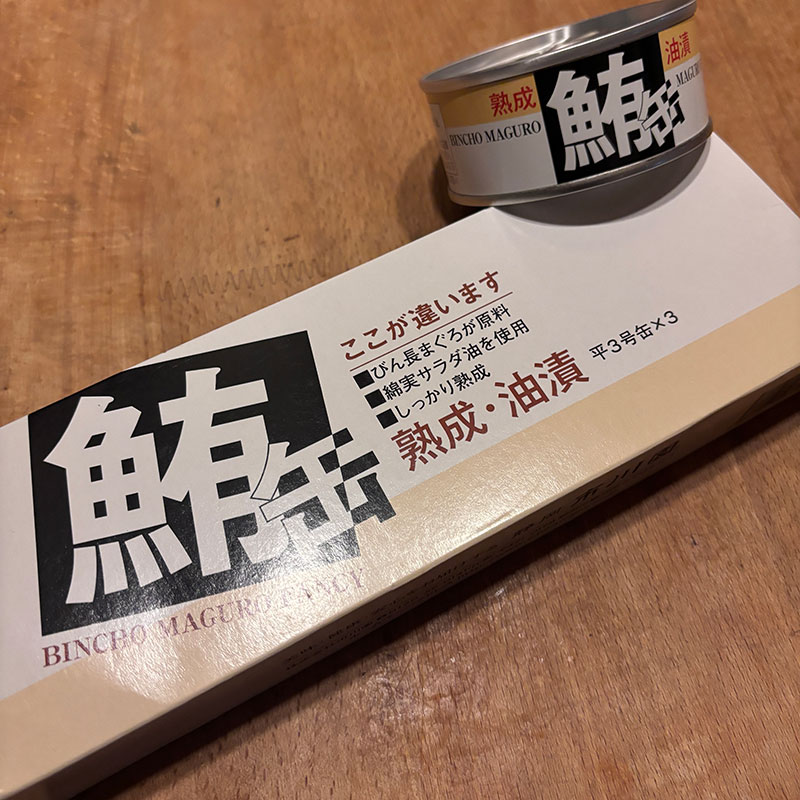 熟成
油漬
BINCHO MAGURO
鮪缶
MAGURO
ここが違います
びん長まぐろが原料
綿実サラダ油を使用
しっかり熟成
熟成・油漬
平3号缶×3
鮪缶
BINCHO MAGURO FANCY